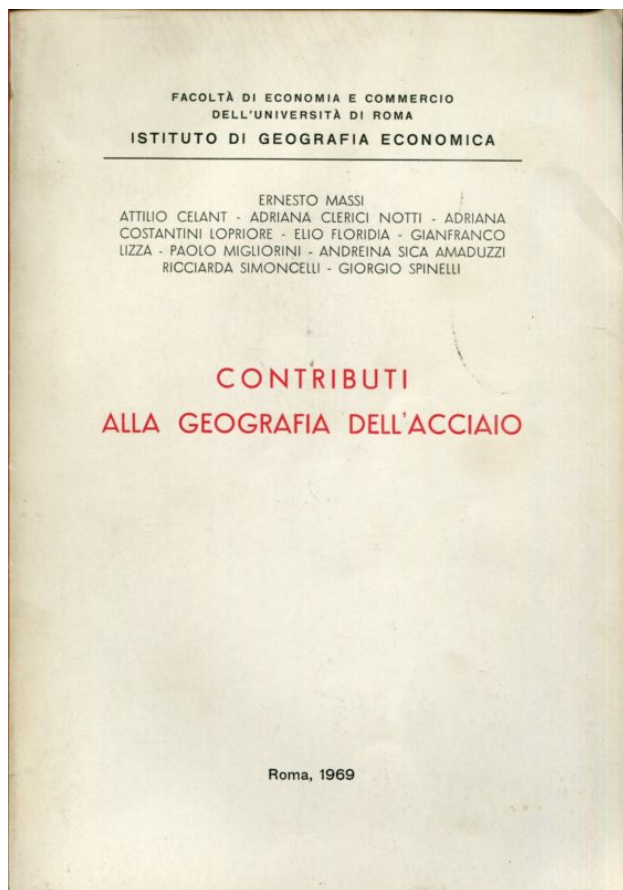 FACOLTÀ DI ECONOMIA E COMMERCIO
DELL'UNIVERSITÀ DI ROMA
ISTITUTO DI GEOGRAFIA ECONOMICA
ERNESTO MASSI
ATTILIO CELANT - ADRIANA CLERICI NOTTI - ADRIANA
COSTANTINI LOPRIORE - ELIO FLORIDIA - GIANFRANCO
LIZZA - PAOLO MIGLIORINI - ANDREINA SICA AMADUZZI
RICCIARDA SIMONCELLI - GIORGIO SPINELLI
CONTRIBUTI
ALLA GEOGRAFIA DELL'ACCIAIO
Roma, 1969